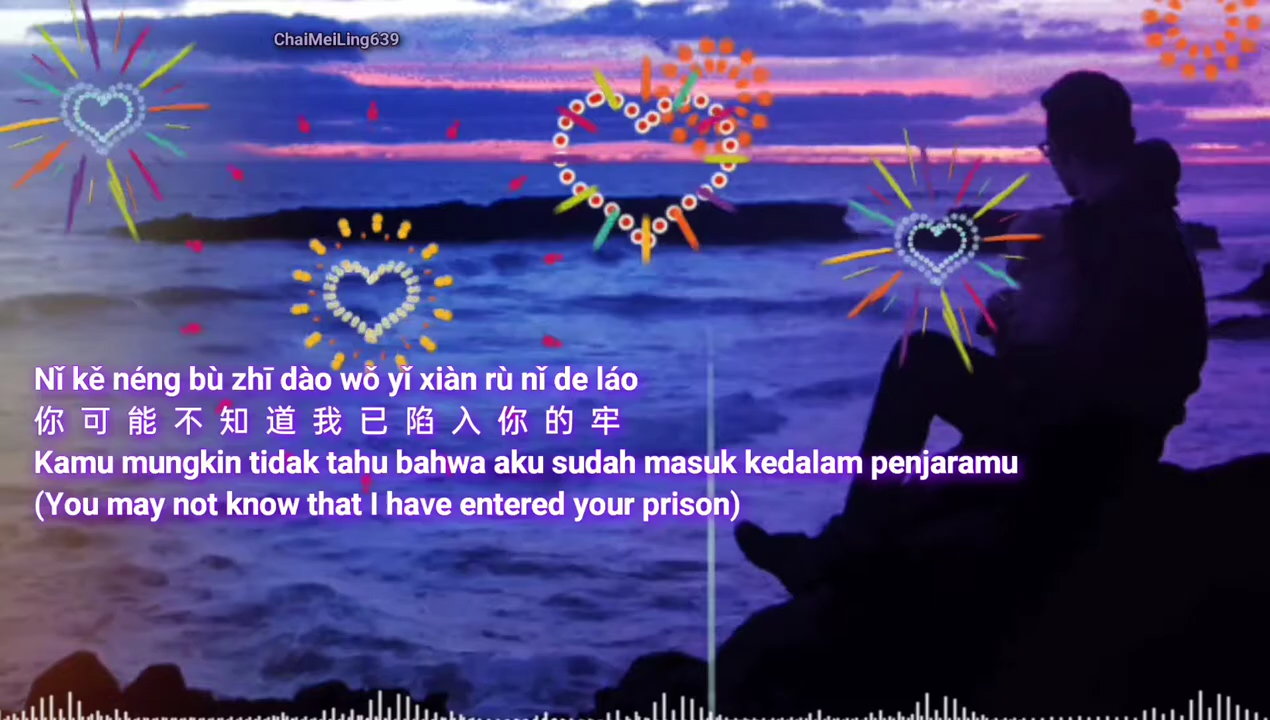 ChaiMeiLing639
Nǐ kě néng bù zhī dào wǒ yǐ xiàn rù nǐ de láo
你 可 能 不 知 道 我 已 陷 入 你 的 牢
Kamu mungkin tidak tahu bahwa aku sudah masuk kedalam penjaramu
(You may not know that I have entered your prison)